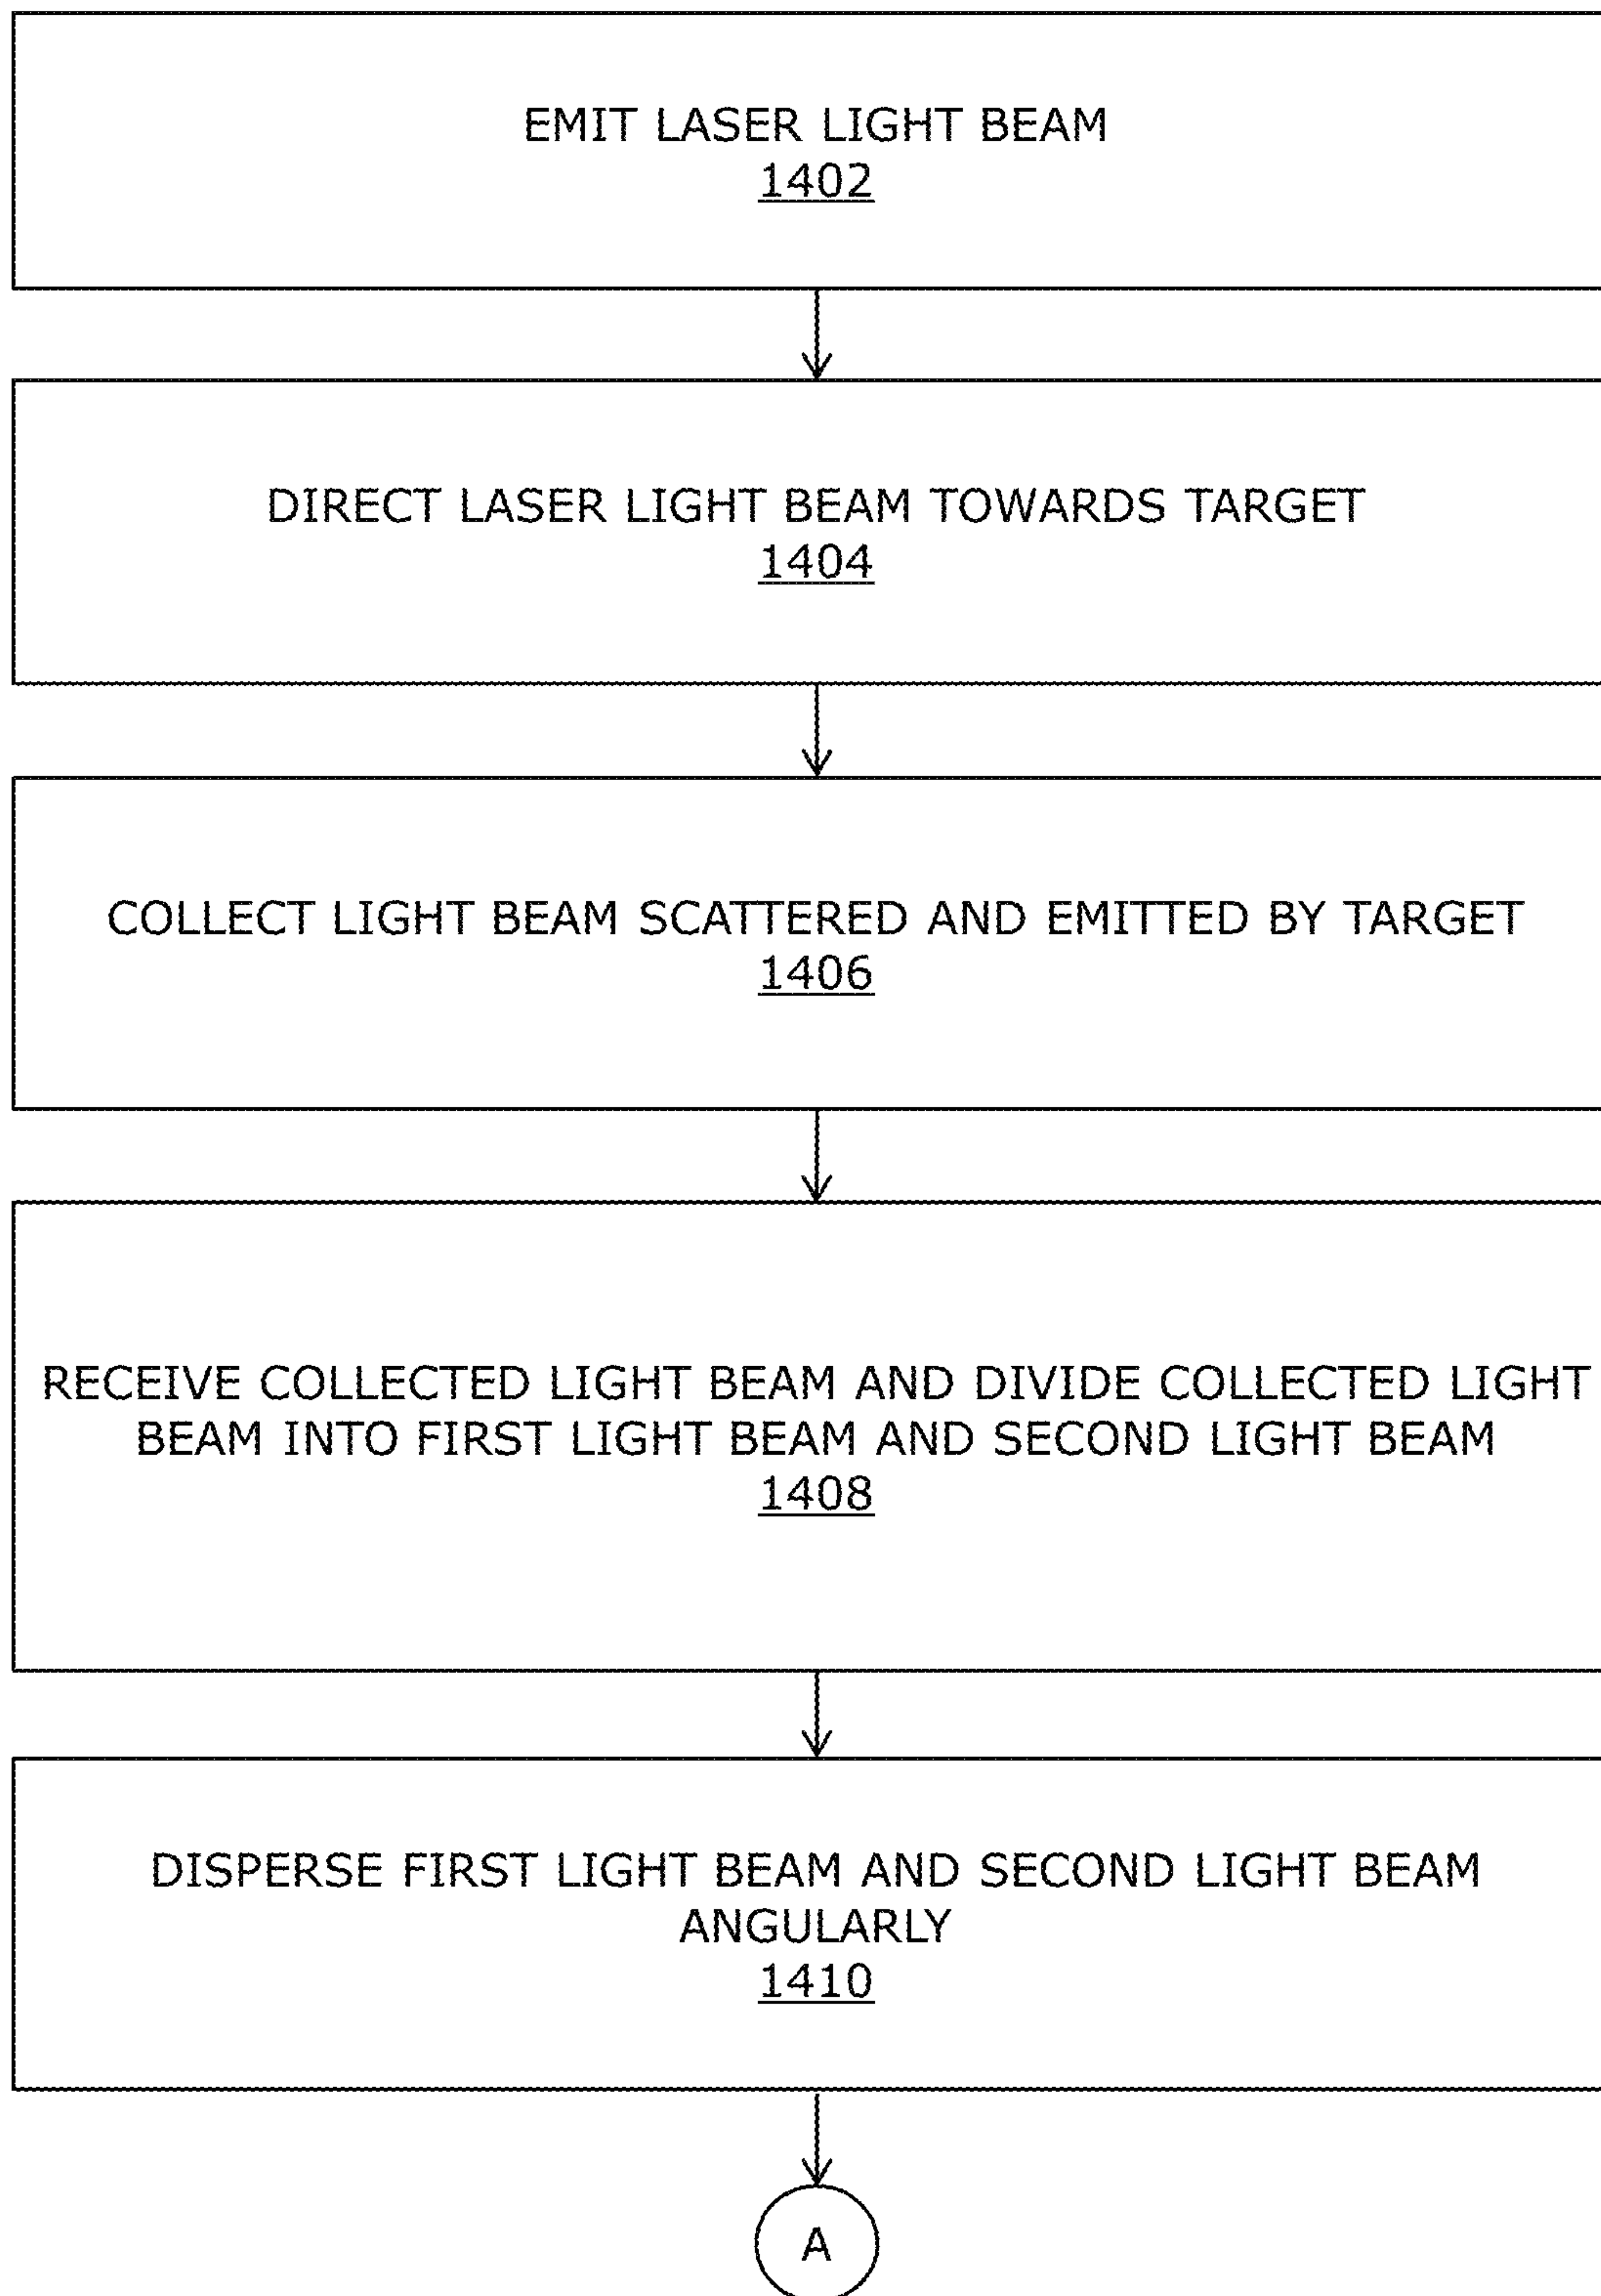 EMIT LASER LIGHT BEAM
1402
DIRECT LASER LIGHT BEAM TOWARDS TARGET
1404
COLLECT LIGHT BEAM SCATTERED AND EMITTED BY TARGET
1406
RECEIVE COLLECTED LIGHT BEAM AND DIVIDE COLLECTED LIGHT
BEAM INTO FIRST LIGHT BEAM AND SECOND LIGHT BEAM
1408
DISPERSE FIRST LIGHT BEAM AND SECOND LIGHT BEAM
ANGULARLY
1410
A